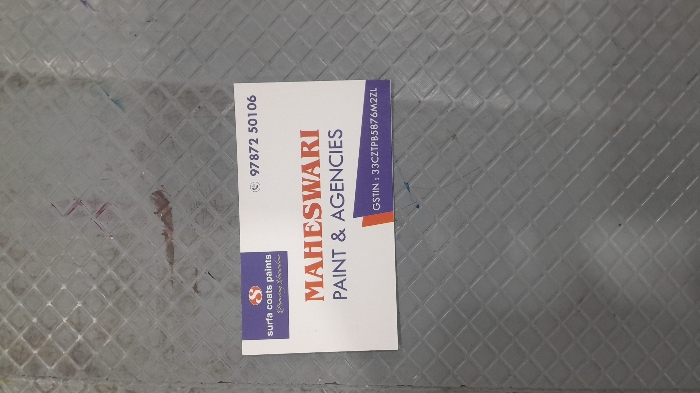 surfa coats paints
97872 50106
MAHESWARI
PAINT & AGENCIES
GSTIN : 33CZTPB5876M2ZL